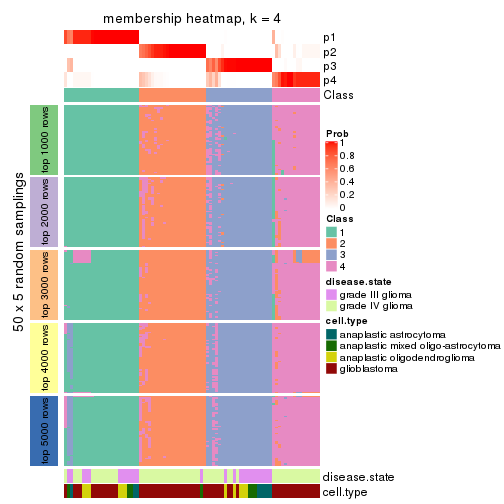 membership heatmap, k = 4
p1
p2
p3
p4
Class
50 x 5 random samplings
top 1000 rows
top 2000 rows
top 3000 rows
top 4000 rows
top 5000 rows
Prob
1
0.8
0.6
0.4
0.2
0
Class
1
2
3
4
disease.state
grade III glioma
grade IV glioma
cell.type
anaplastic astrocytoma
anaplastic mixed oligo-astrocytoma
anaplastic oligodendroglioma
glioblastoma
disease.state
cell.type